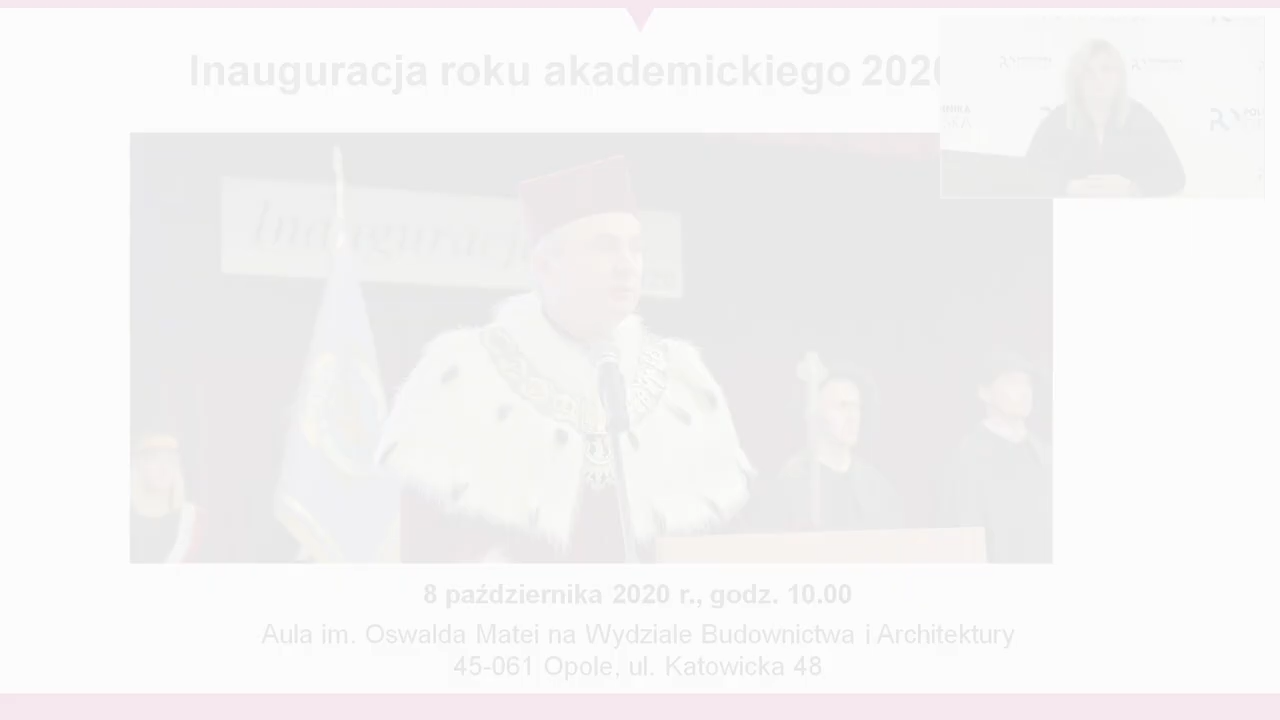 Inauguracja roku akademickiego 2020
Inauguracja
8 października 2020 r., godz. 10.00
Aula im. Oswalda Matei na Wydziale Budownictwa i Architektury
45-061 Opole, ul. Katowicka 48